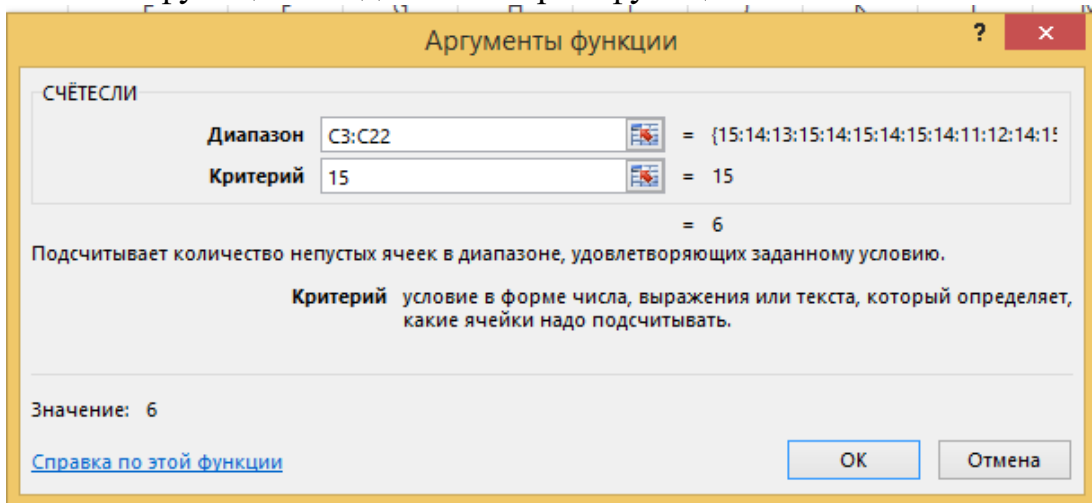 Аргументы функции ? ×
СЧЁТЕСЛИ
Диапазон C3:C22 = {15:14:13:15:14:15:14:15:14:11:12:14:15
Критерий 15 = 15
= 6
Подсчитывает количество непустых ячеек в диапазоне, удовлетворяющих заданному условию.
Критерий условие в форме числа, выражения или текста, который определяет,
какие ячейки надо подсчитывать.
Значение: 6
Справка по этой функции ОК Отмена